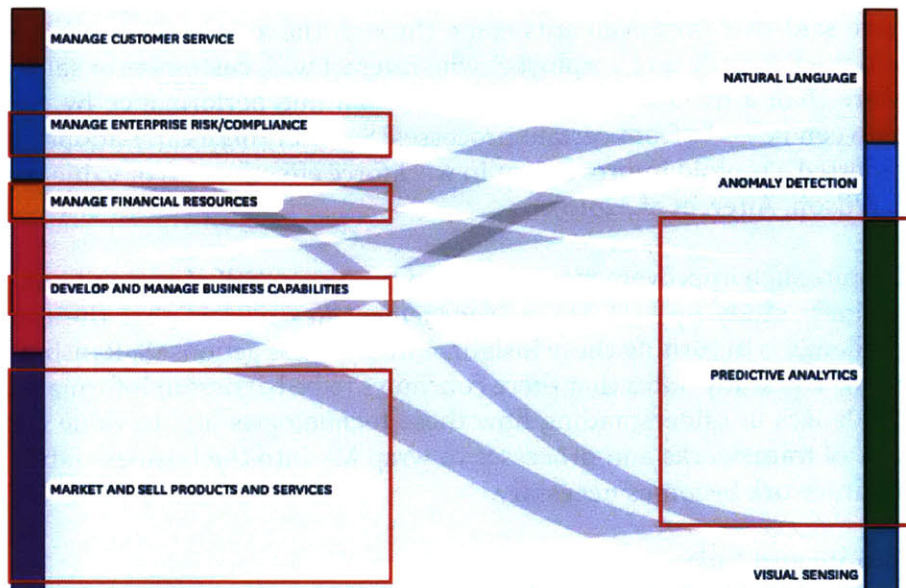 MANAGE CUSTOMER SERVICE
NATURAL LANGUAGE
MANAGE ENTERPRISE RISK/COMPLIANCE
ANOMALY DETECTION
MANAGE FINANCIAL RESOURCES
DEVELOP AND MANAGE BUSINESS CAPABILITIES
PREDICTIVE ANALYTICS
MARKET AND SELL PRODUCTS AND SERVICES
VISUAL SENSING